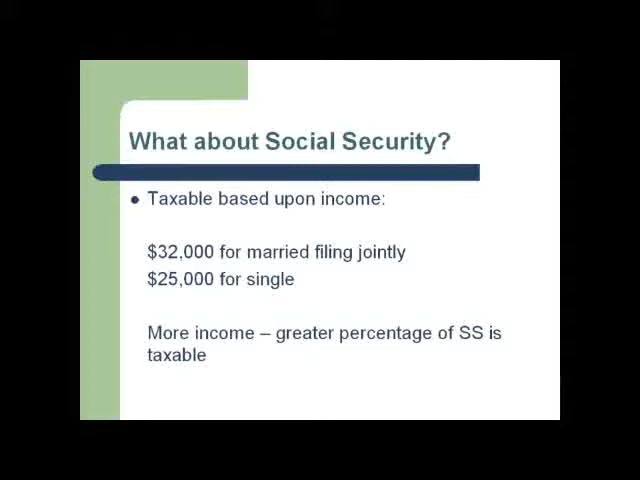 What about Social Security?
● Taxable based upon income:
$32,000 for married filing jointly
$25,000 for single
More income – greater percentage of SS is
taxable